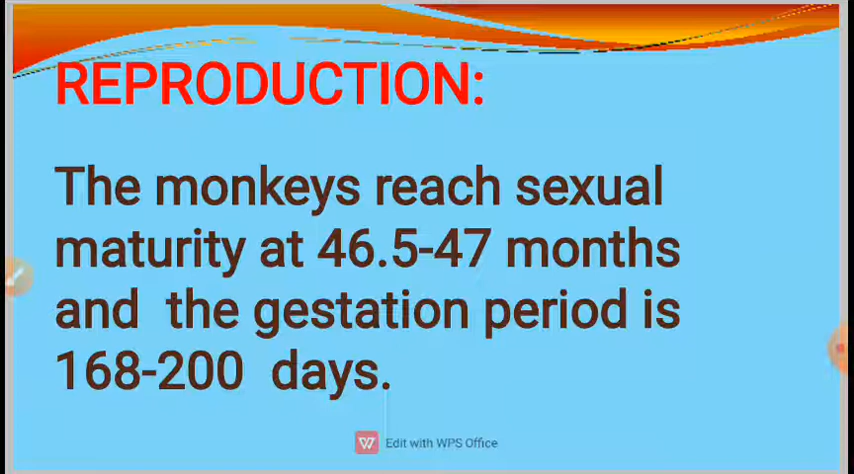 REPRODUCTION:
The monkeys reach sexual
maturity at 46.5-47 months
and the gestation period is
168-200 days.
Edit with WPS Office